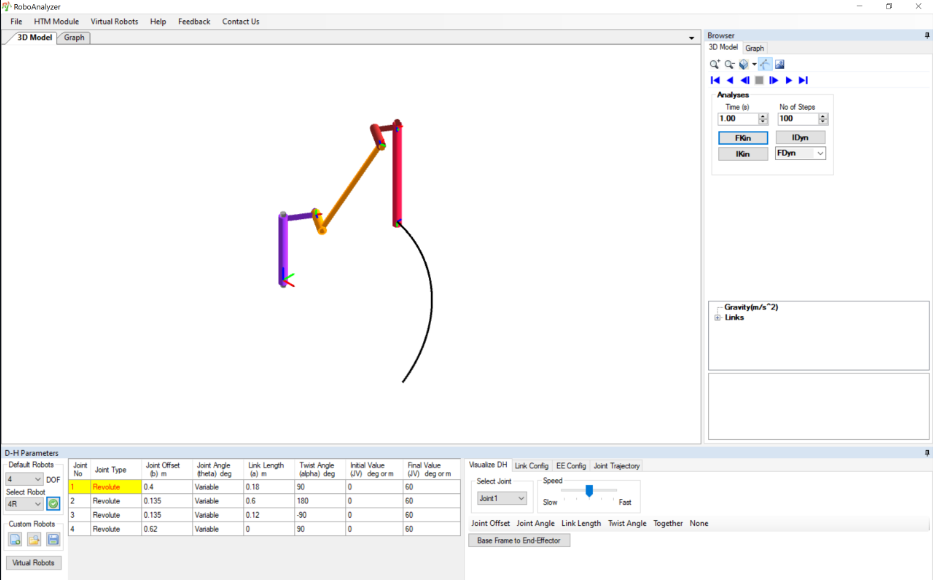 RoboAnalyzer
File HTM Module Virtual Robots Help Feedback Contact Us
3D Model Graph
Browser
3D Model Graph
Analyses
Time (s) No of Steps
1.00 100
FKin IDyn
IKin FDyn
Gravity(m/s^2)
Links
D-H Parameters
Default Robots
4 DOF
Select Robot
4R
Custom Robots
Virtual Robots
Joint No Joint Type Joint Offset (b) m Joint Angle (theta) deg Link Length (a) m Twist Angle (alpha) deg Initial Value (JV) deg or m Final Value (JV) deg or m
1 Revolute 0.4 Variable 0.18 90 0 60
2 Revolute 0.135 Variable 0.6 180 0 60
3 Revolute 0.135 Variable 0.12 -90 0 60
4 Revolute 0.62 Variable 0 90 0 60
Visualize DH Link Config EE Config Joint Trajectory
Select Joint Speed
Joint1 Slow Fast
Joint Offset Joint Angle Link Length Twist Angle Together None
Base Frame to End-Effector